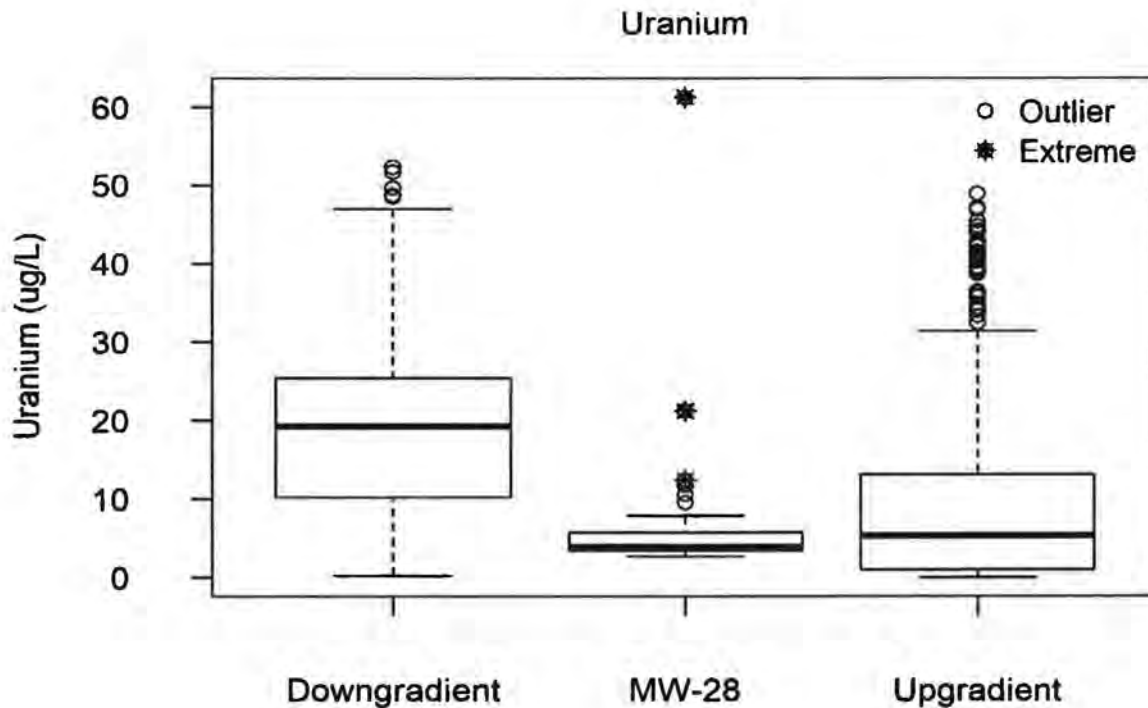 Uranium
Outlier
Extreme
Uranium (ug/L)
60
50
40
30
20
10
0
Downgradient
MW-28
Upgradient